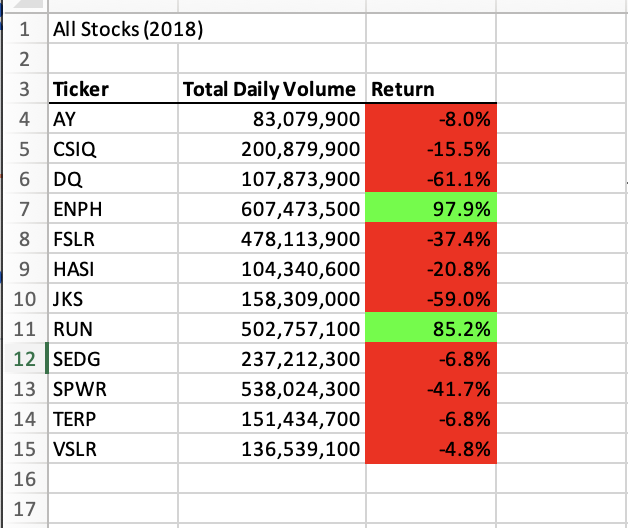 1 All Stocks (2018)
2
3 Ticker Total Daily Volume Return
4 AY 83,079,900 -8.0%
5 CSIQ 200,879,900 -15.5%
6 DQ 107,873,900 -61.1%
7 ENPH 607,473,500 97.9%
8 FSLR 478,113,900 -37.4%
9 HASI 104,340,600 -20.8%
10 JKS 158,309,000 -59.0%
11 RUN 502,757,100 85.2%
12 SEDG 237,212,300 -6.8%
13 SPWR 538,024,300 -41.7%
14 TERP 151,434,700 -6.8%
15 VSLR 136,539,100 -4.8%
16
17